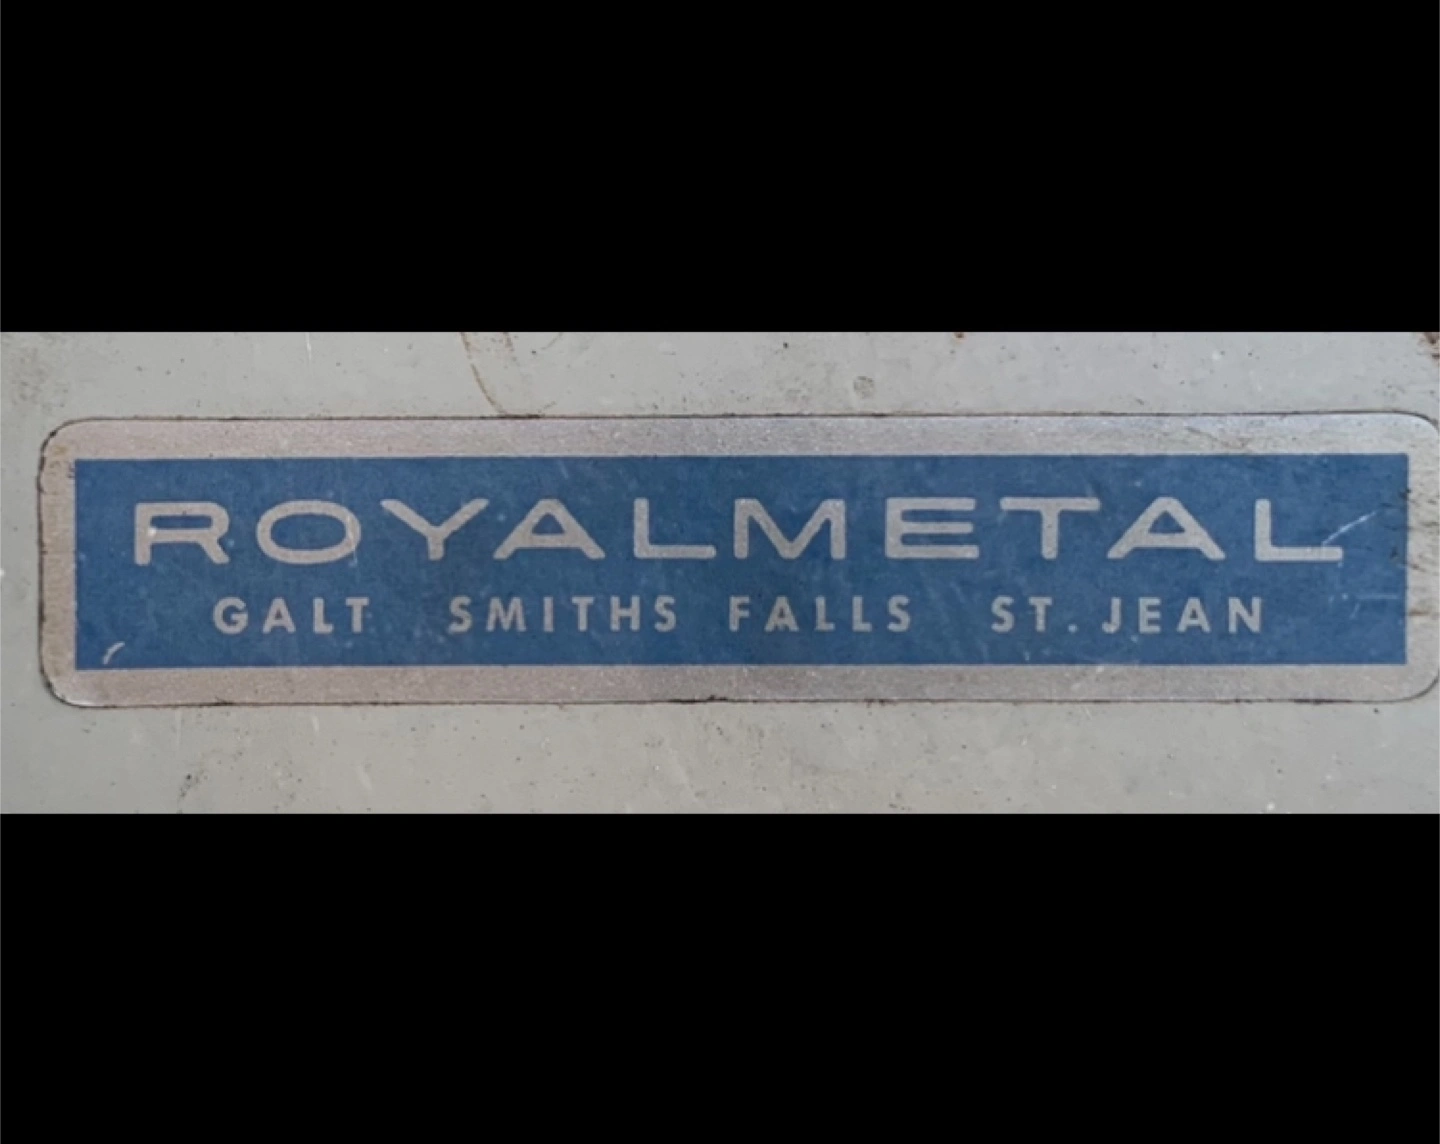 ROYALMETAL
GALT SMITHS FALLS ST. JEAN